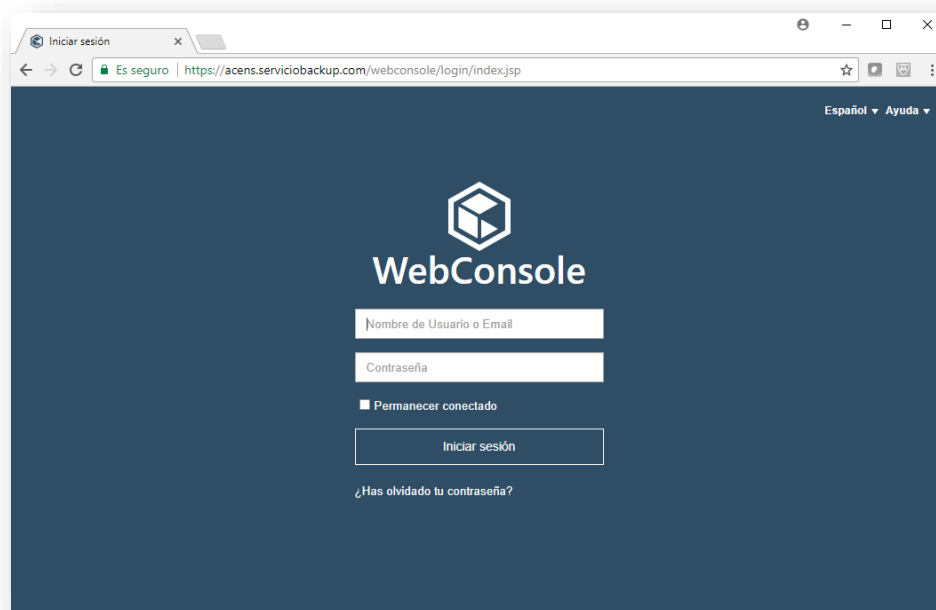 Iniciar sesión
Es seguro | https://acens.serviciobackup.com/webconsole/login/index.jsp
Español Ayuda
WebConsole
Nombre de Usuario o Email
Contraseña
Permanecer conectado
Iniciar sesión
¿Has olvidado tu contraseña?